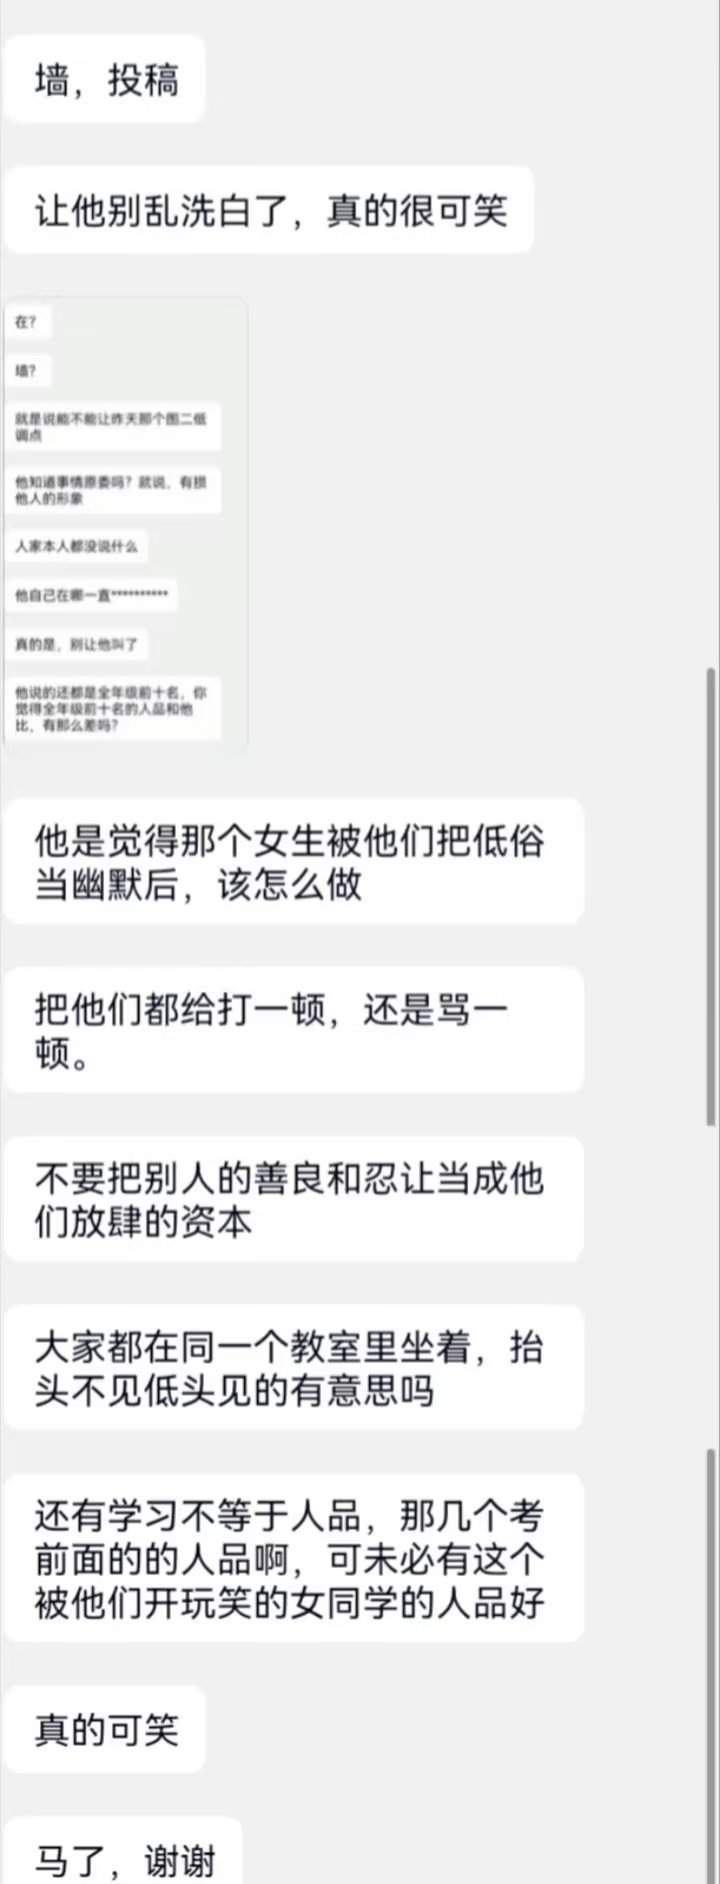 墙，投稿
让他别乱洗白了，真的很可笑
在？
墙？
就是说能不能让昨天那个图二低
调点
他知道事情原委吗？就说，有损
他人的形象
人家本人都没说什么
他自己在哪一直**********
真的是，别让他叫了
他说的还都是全年级前十名，你
觉得全年级前十名的人品和他
比，有那么差吗？
他是觉得那个女生被他们把低俗
当幽默后，该怎么做
把他们都给打一顿，还是骂一
顿。
不要把别人的善良和忍让当成他
们放肆的资本
大家都在同一个教室里坐着，抬
头不见低头见的有意思吗
还有学习不等于人品，那几个考
前面的的人品啊，可未必有这个
被他们开玩笑的女同学的人品好
真的可笑
马了，谢谢